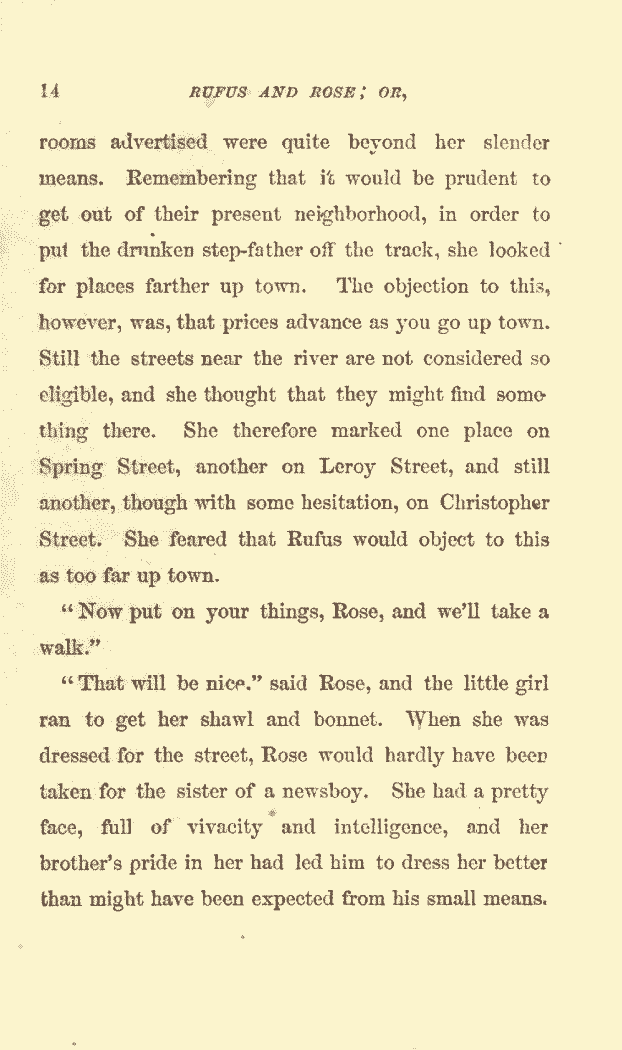 14 RUFUS AND ROSE; OR,
rooms advertised were quite beyond her slender
means. Remembering that it would be prudent to
get out of their present neighborhood, in order to
put the drunken step-father off the track, she looked
for places farther up town. The objection to this,
however, was, that prices advance as you go up town.
Still the streets near the river are not considered so
eligible, and she thought that they might find some-
thing there. She therefore marked one place on
Spring Street, another on Leroy Street, and still
another, though with some hesitation, on Christopher
Street. She feared that Rufus would object to this
as too far up town.
"Now put on your things, Rose, and we'll take a
walk."
"That will be nice." said Rose, and the little girl
ran to get her shawl and bonnet. When she was
dressed for the street, Rose would hardly have been
taken for the sister of a newsboy. She had a pretty
face, full of vivacity and intelligence, and her
brother's pride in her had led him to dress her better
than might have been expected from his small means.